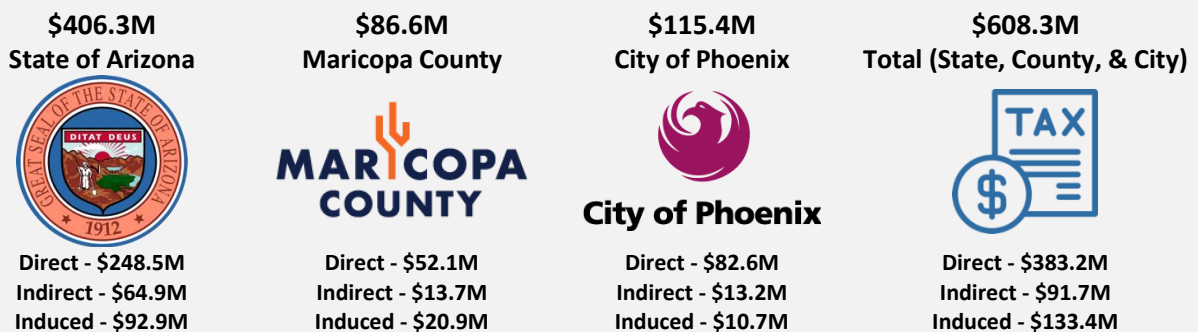 $406.3M
State of Arizona
GREAT SEAL OF THE STATE OF ARIZONA
DITAT DEUS
1912
Direct - $248.5M
Indirect - $64.9M
Induced - $92.9M
$86.6M
Maricopa County
MARICOPA
COUNTY
Direct - $52.1M
Indirect - $13.7M
Induced - $20.9M
$115.4M
City of Phoenix
City of Phoenix
Direct - $82.6M
Indirect - $13.2M
Induced - $10.7M
$608.3M
Total (State, County, & City)
TAX
$
Direct - $383.2M
Indirect - $91.7M
Induced - $133.4M